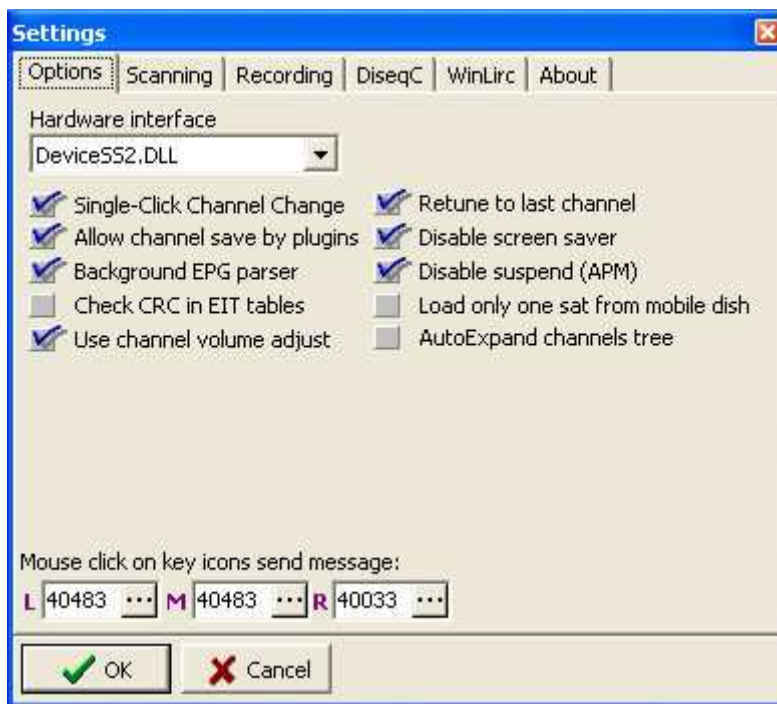 Settings
Options Scanning Recording DiseqC WinLirc About
Hardware interface
DeviceSS2.DLL
Single-Click Channel Change Retune to last channel
Allow channel save by plugins Disable screen saver
Background EPG parser Disable suspend (APM)
Check CRC in EIT tables Load only one sat from mobile dish
Use channel volume adjust AutoExpand channels tree
Mouse click on key icons send message:
L 40483 ... M 40483 ... R 40033 ...
OK Cancel